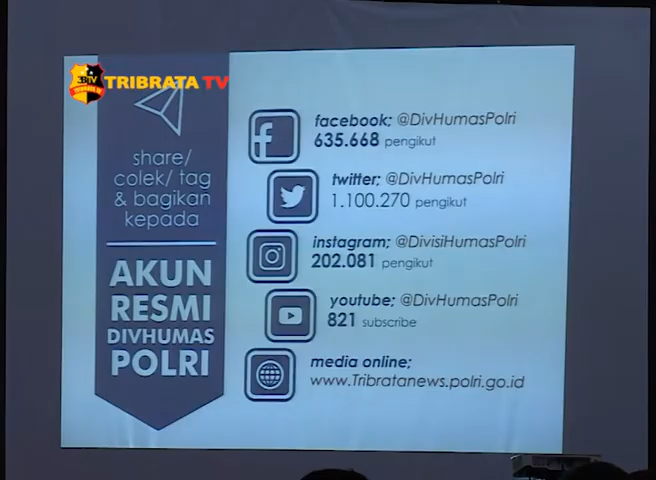 TRIBRATA TV
share/
colek/ tag
& bagikan
kepada
AKUN
RESMI
DIVHUMAS
POLRI
facebook; @DivHumasPolri
635.668 pengikut
twitter; @DivHumasPolri
1.100.270 pengikut
instagram; @DivisiHumasPolri
202.081 pengikut
youtube; @DivHumasPolri
821 subscribe
media online;
www.Tribratanews.polri.go.id